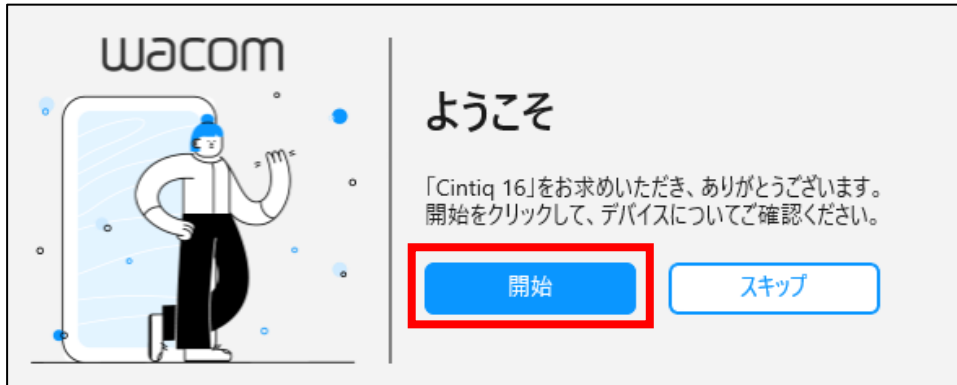 wacom
ようこそ
「Cintiq 16」をお求めいただき、ありがとうございます。
開始をクリックして、デバイスについてご確認ください。
開始
スキップ